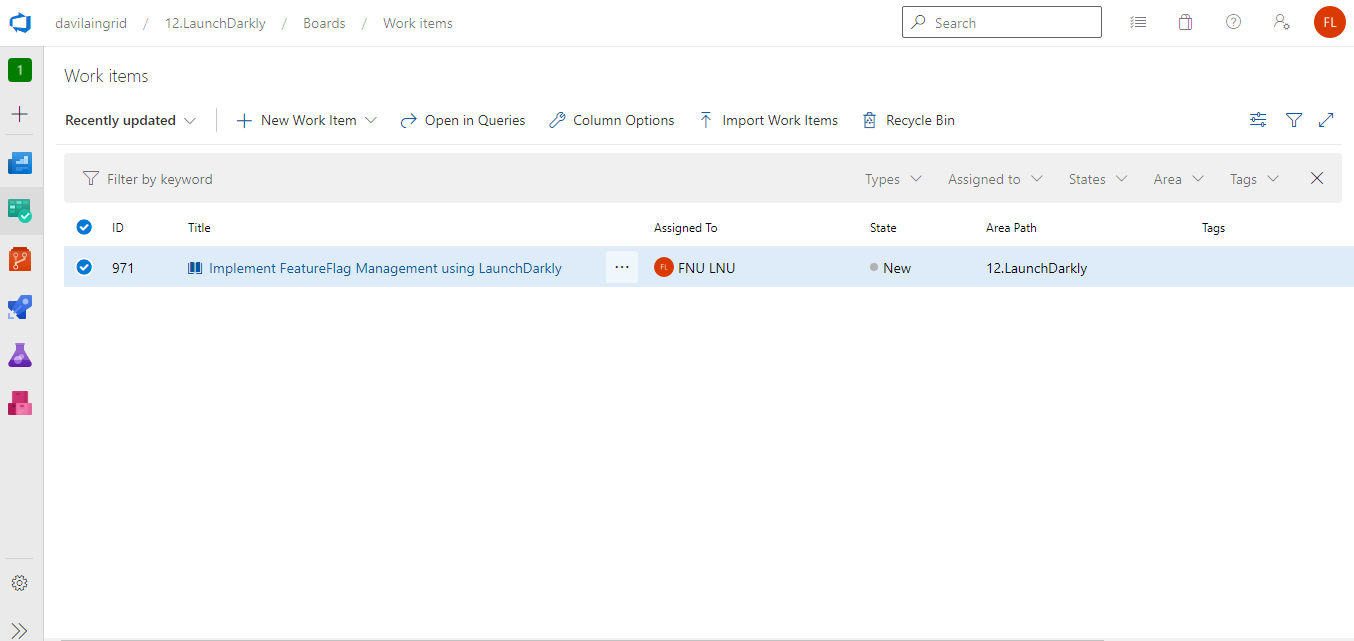 davilaingrid / 12.LaunchDarkly / Boards / Work items Search FL
1
Work items
Recently updated New Work Item Open in Queries Column Options Import Work Items Recycle Bin
Filter by keyword Types Assigned to States Area Tags
ID Title Assigned To State Area Path Tags
971 Implement FeatureFlag Management using LaunchDarkly ... FL FNU LNU New 12.LaunchDarkly